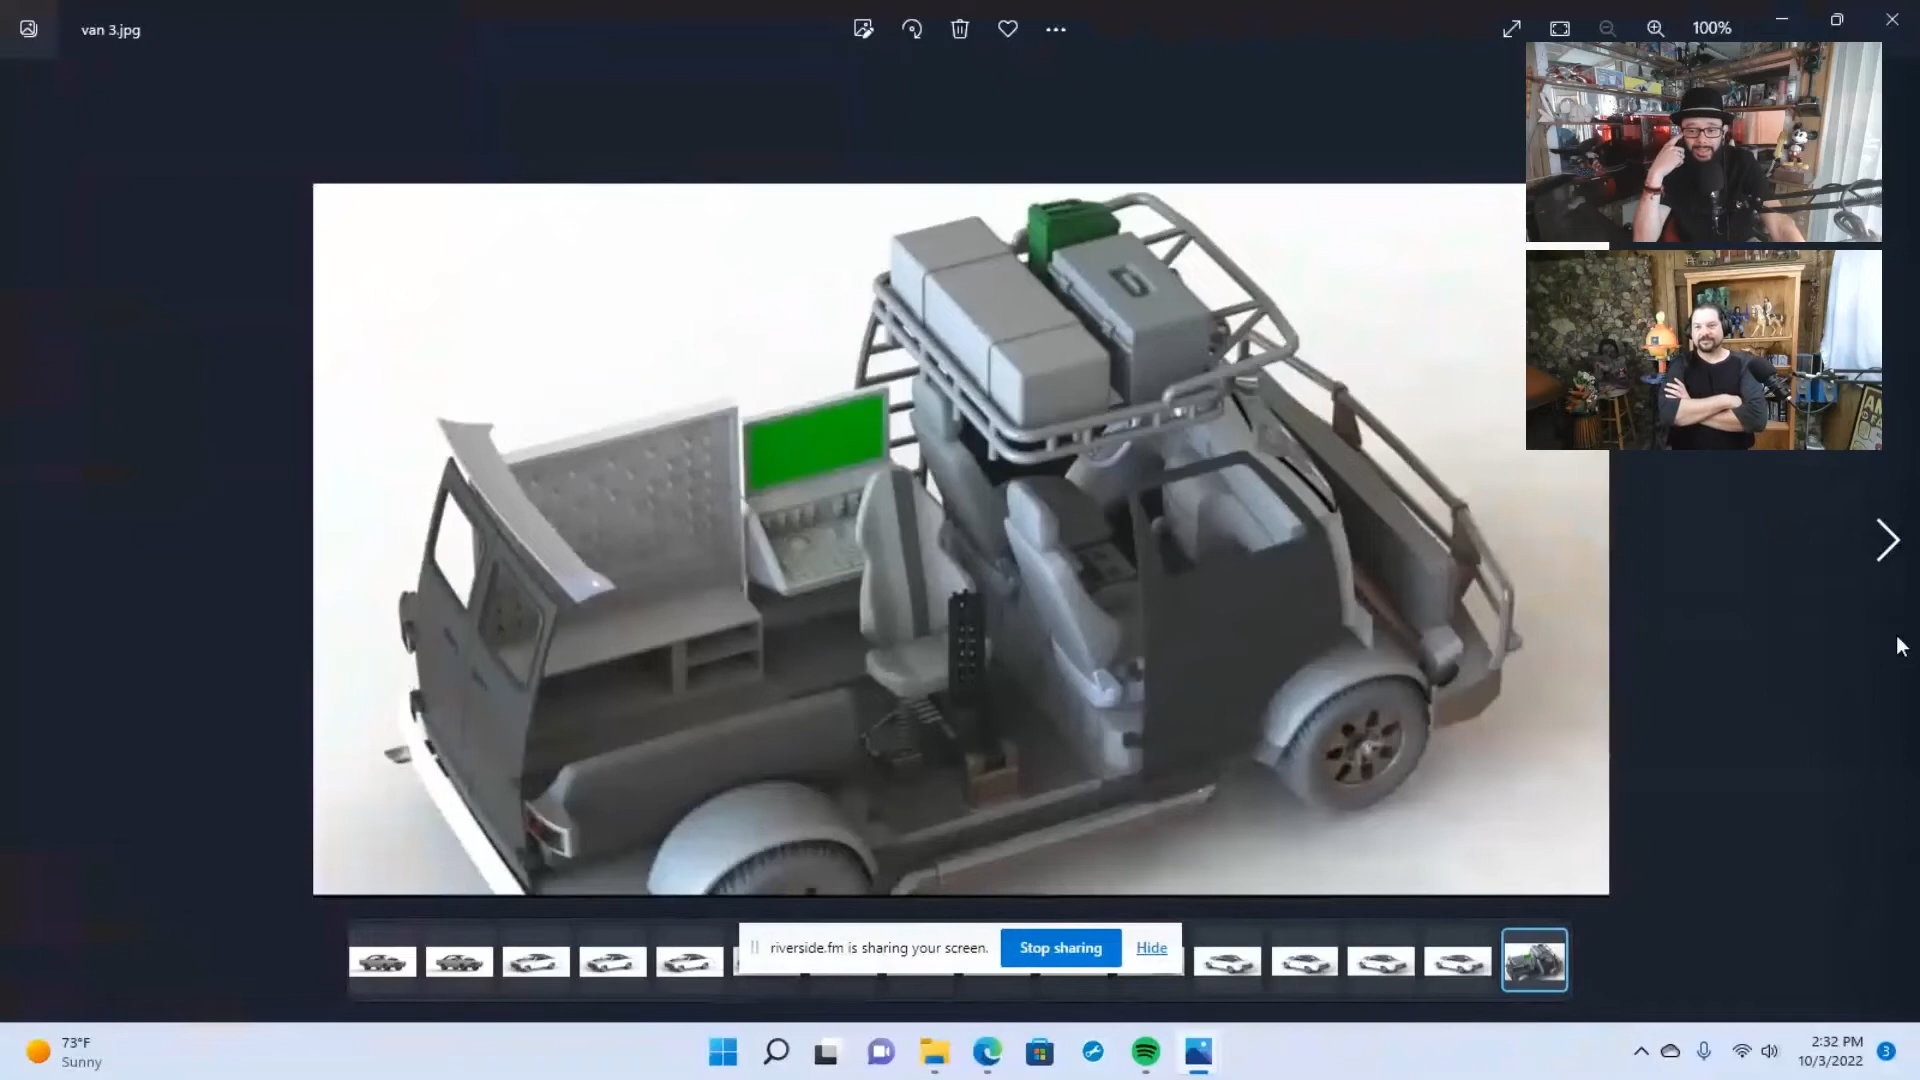 van 3.jpg
100%
riverside.fm is sharing your screen.
Stop sharing
Hide
73°F
Sunny
2:32 PM
10/3/2022
3